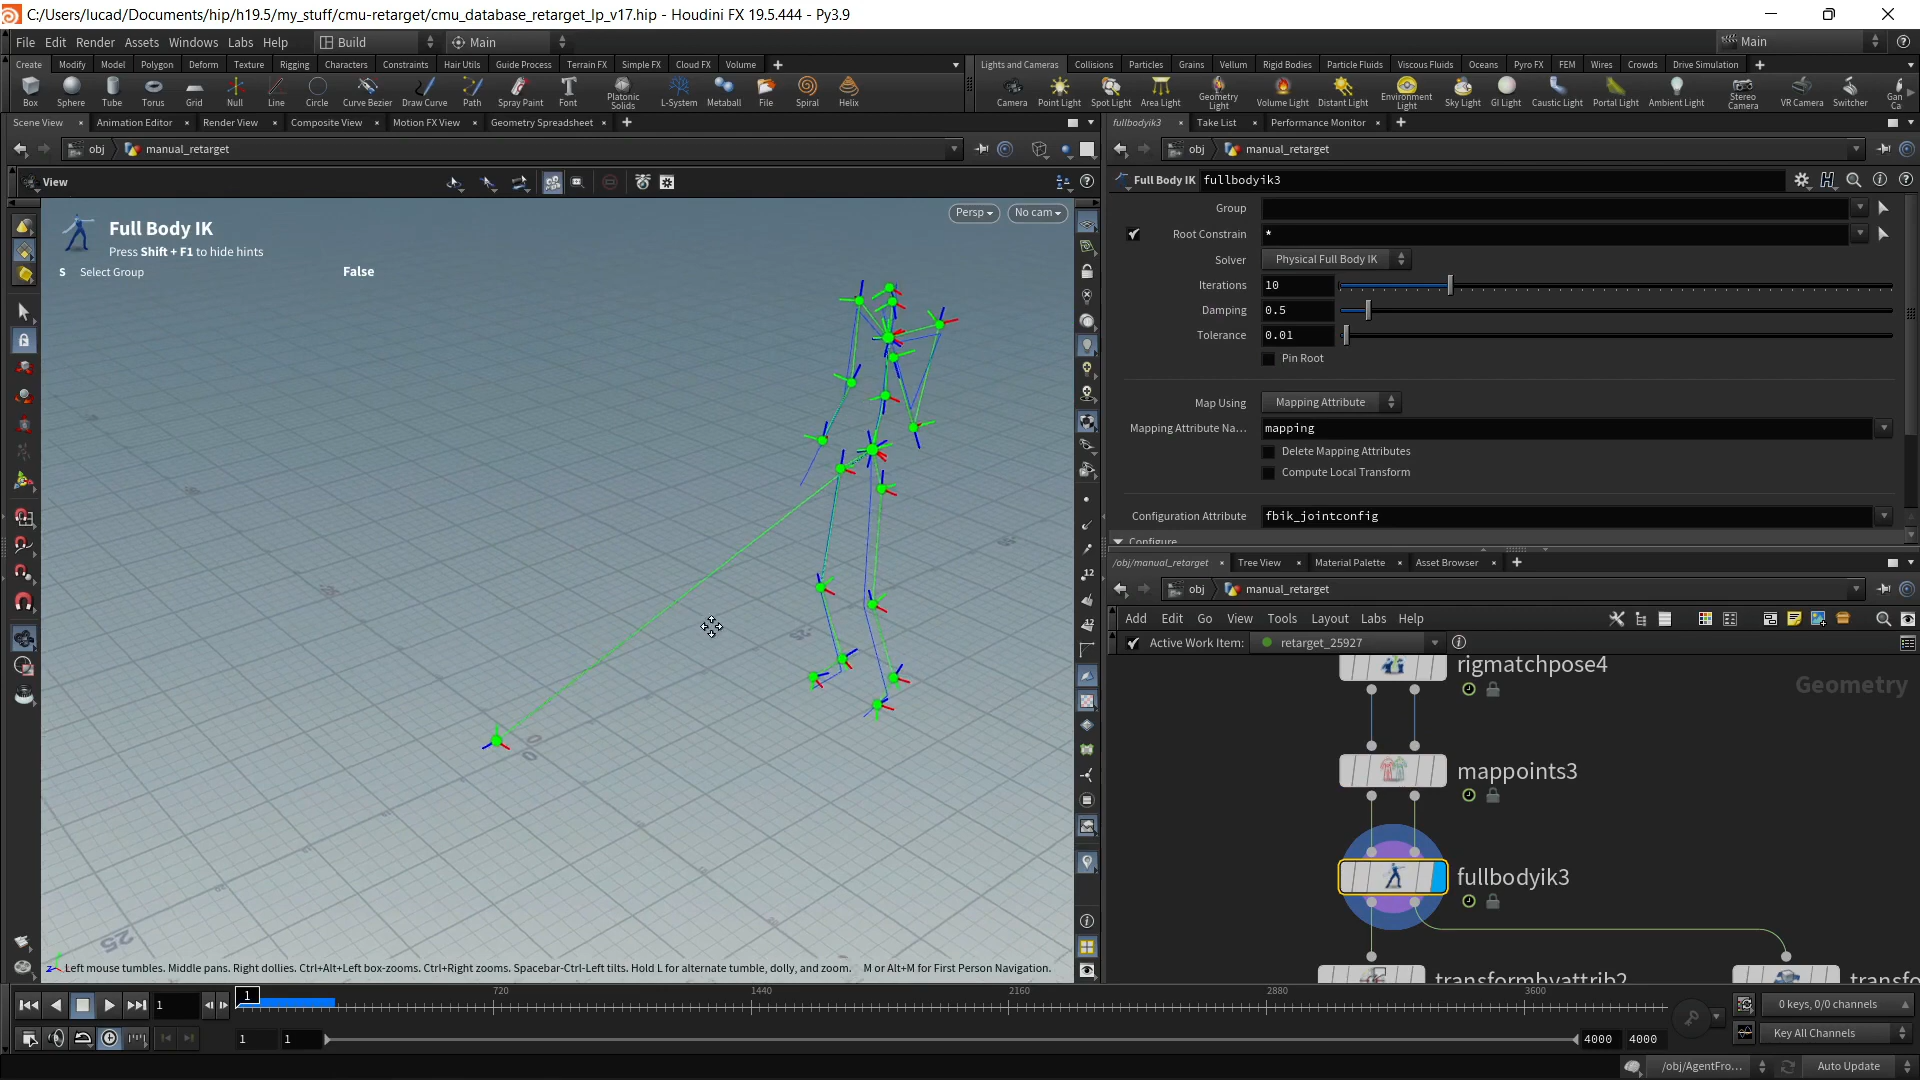 C:/Users/lucad/Documents/hip/h19.5/my_stuff/cmu-retarget/cmu_database_retarget_lp_v17.hip - Houdini FX 19.5.444 - Py3.9
File Edit Render Assets Windows Labs Help Build Main Main
Create Modify Model Polygon Deform Texture Rigging Characters Constraints Hair Utils Guide Process Terrain FX Simple FX Cloud FX Volume
Lights and Cameras Collisions Particles Grains Vellum Rigid Bodies Particle Fluids Viscous Fluids Oceans Pyro FX FEM Wires Crowds Drive Simulation
Box Sphere Tube Torus Grid Null Line Circle Curve Bezier Draw Curve Path Spray Paint Font Platonic Solids L-System Metaball File Spiral Helix
Camera Point Light Spot Light Area Light Geometry Light Volume Light Distant Light Environment Light Sky Light GI Light Caustic Light Portal Light Ambient Light Stereo Camera VR Camera Switcher Gan Ca
Scene View Animation Editor Render View Composite View Motion FX View Geometry Spreadsheet
fullbodyik3 Take List Performance Monitor
obj manual_retarget
obj manual_retarget
View
Full Body IK fullbodyik3
Full Body IK
Press Shift + F1 to hide hints
S Select Group False
Persp No cam
Group
Root Constrain *
Solver Physical Full Body IK
Iterations 10
Damping 0.5
Tolerance 0.01
Pin Root
Map Using Mapping Attribute
Mapping Attribute Na... mapping
Delete Mapping Attributes
Compute Local Transform
Configuration Attribute fbik_jointconfig
Configure
/obj/manual_retarget Tree View Material Palette Asset Browser
obj manual_retarget
Add Edit Go View Tools Layout Labs Help
Active Work Item: retarget_25927
rigmatchpose4
Geometry
mappoints3
fullbodyik3
transformbyattrib2 transfo
0
0
25
12
12
Left mouse tumbles. Middle pans. Right dollies. Ctrl+Alt+Left box-zooms. Ctrl+Right zooms. Spacebar-Ctrl-Left tilts. Hold L for alternate tumble, dolly, and zoom. M or Alt+M for First Person Navigation.
z
1 1 720 1440 2160 2880 3600
0 keys, 0/0 channels
1 1 4000 4000
Key All Channels
/obj/AgentFro... Auto Update